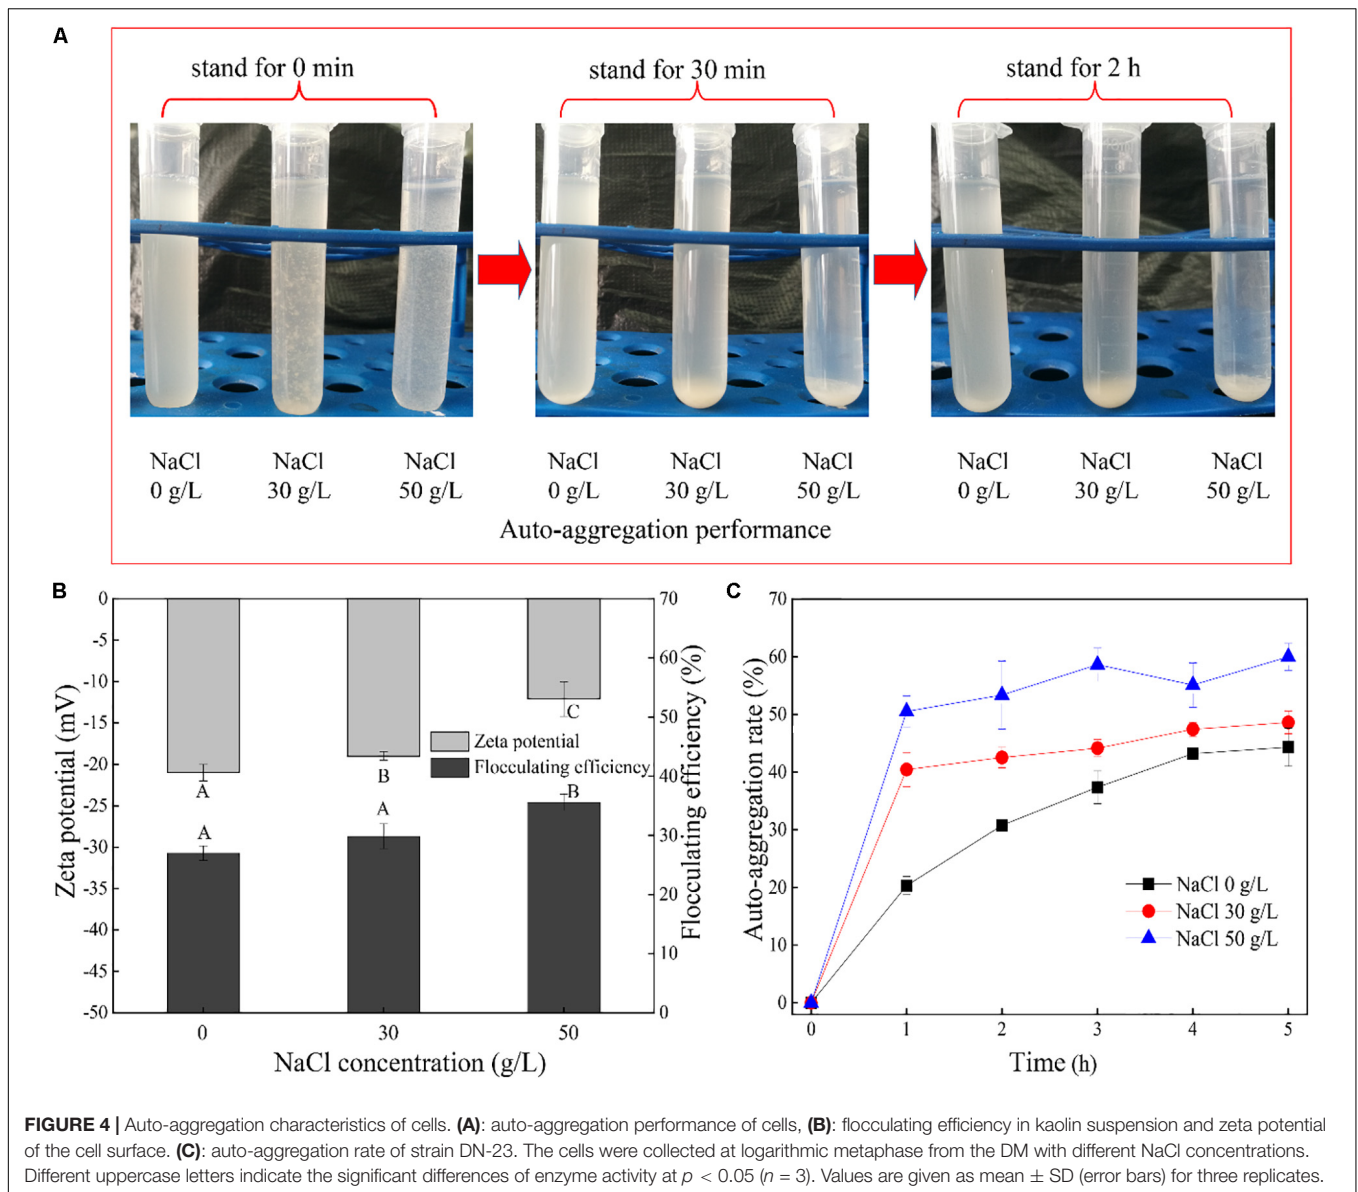 A
stand for 0 min
stand for 30 min
stand for 2 h
NaCl
0 g/L
NaCl
30 g/L
NaCl
50 g/L
NaCl
0 g/L
NaCl
30 g/L
NaCl
50 g/L
NaCl
0 g/L
NaCl
30 g/L
NaCl
50 g/L
Auto-aggregation performance
B
Zeta potential (mV)
0
-5
-10
-15
-20
-25
-30
-35
-40
-45
-50
A
B
C
A
A
B
Zeta potential
Flocculating efficiency
70
60
50
40
30
20
10
0
Flocculating efficiency (%)
0
30
50
NaCl concentration (g/L)
C
Auto-aggregation rate (%)
70
60
50
40
30
20
10
0
NaCl 0 g/L
NaCl 30 g/L
NaCl 50 g/L
0
1
2
3
4
5
Time (h)
FIGURE 4 | Auto-aggregation characteristics of cells. (A): auto-aggregation performance of cells, (B): flocculating efficiency in kaolin suspension and zeta potential
of the cell surface. (C): auto-aggregation rate of strain DN-23. The cells were collected at logarithmic metaphase from the DM with different NaCl concentrations.
Different uppercase letters indicate the significant differences of enzyme activity at p < 0.05 (n = 3). Values are given as mean ± SD (error bars) for three replicates.